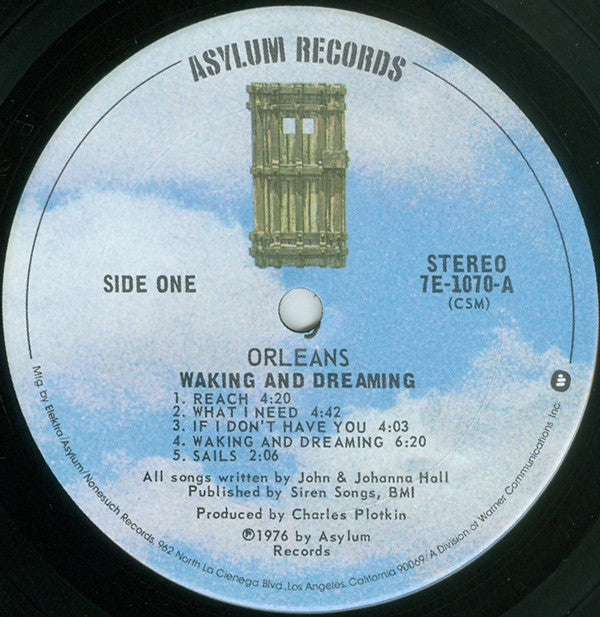 ASYLUM RECORDS
SIDE ONE
STEREO
7E-1070-A
(CSM)
ORLEANS
WAKING AND DREAMING
1. REACH 4:20
2. WHAT I NEED 4:42
3. IF I DON'T HAVE YOU 4:03
4. WAKING AND DREAMING 6:20
5. SAILS 2:06
All songs written by John & Johanna Hall
Published by Siren Songs, BMI
Produced by Charles Plotkin
℗1976 by Asylum
Records
Mfg. by Elektra/Asylum/Nonesuch Records, 962 North La Cienega Blvd., Los Angeles, California 90069/A Division of Warner Communications Inc.